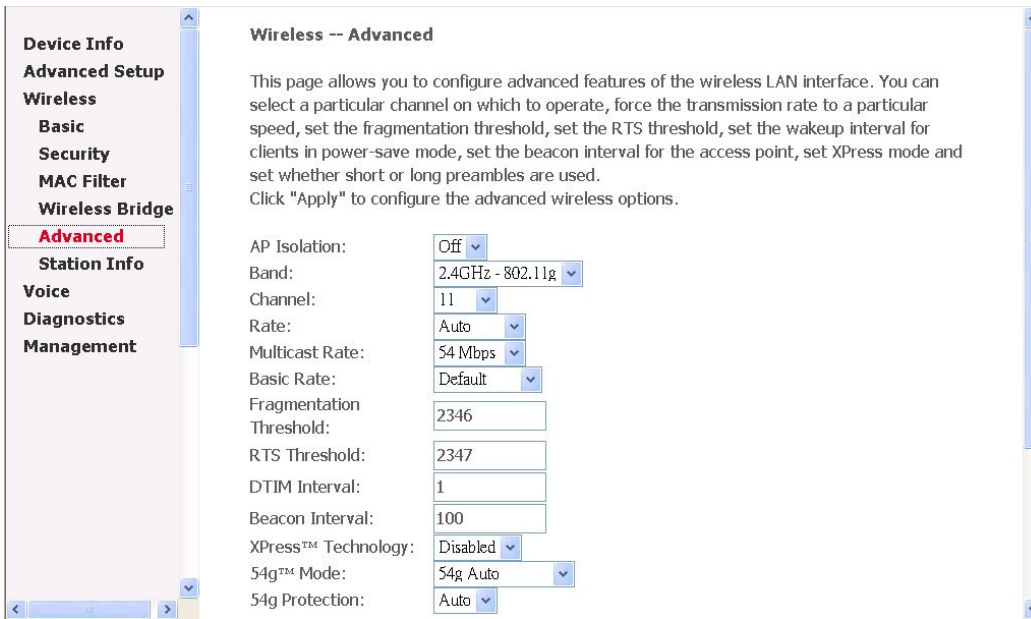 Device Info
Advanced Setup
Wireless
Basic
Security
MAC Filter
Wireless Bridge
Advanced
Station Info
Voice
Diagnostics
Management
Wireless -- Advanced
This page allows you to configure advanced features of the wireless LAN interface. You can
select a particular channel on which to operate, force the transmission rate to a particular
speed, set the fragmentation threshold, set the RTS threshold, set the wakeup interval for
clients in power-save mode, set the beacon interval for the access point, set XPress mode and
set whether short or long preambles are used.
Click "Apply" to configure the advanced wireless options.
AP Isolation: Off
Band: 2.4GHz - 802.11g
Channel: 11
Rate: Auto
Multicast Rate: 54 Mbps
Basic Rate: Default
Fragmentation
Threshold: 2346
RTS Threshold: 2347
DTIM Interval: 1
Beacon Interval: 100
XPress™ Technology: Disabled
54g™ Mode: 54g Auto
54g Protection: Auto